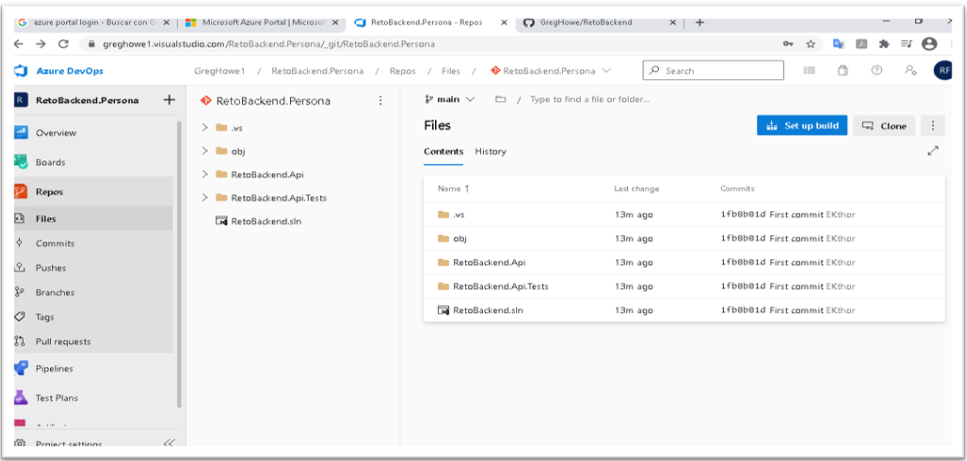 azure portal login - Buscar con G
Microsoft Azure Portal | Microsof
RetoBackend.Persona - Repos
GregHowe/RetoBackend
greghowe1.visualstudio.com/RetoBackend.Persona/_git/RetoBackend.Persona
Azure DevOps
GregHowe1 / RetoBackend.Persona / Repos / Files / RetoBackend.Persona
Search
RF
R RetoBackend.Persona
Overview
Boards
Repos
Files
Commits
Pushes
Branches
Tags
Pull requests
Pipelines
Test Plans
Project settings
RetoBackend.Persona
.vs
obj
RetoBackend.Api
RetoBackend.Api.Tests
RetoBackend.sln
main / Type to find a file or folder...
Files
Set up build
Clone
Contents History
Name ↑ Last change Commits
.vs 13m ago 1fb0b01d First commit EKthor
obj 13m ago 1fb0b01d First commit EKthor
RetoBackend.Api 13m ago 1fb0b01d First commit EKthor
RetoBackend.Api.Tests 13m ago 1fb0b01d First commit EKthor
RetoBackend.sln 13m ago 1fb0b01d First commit EKthor